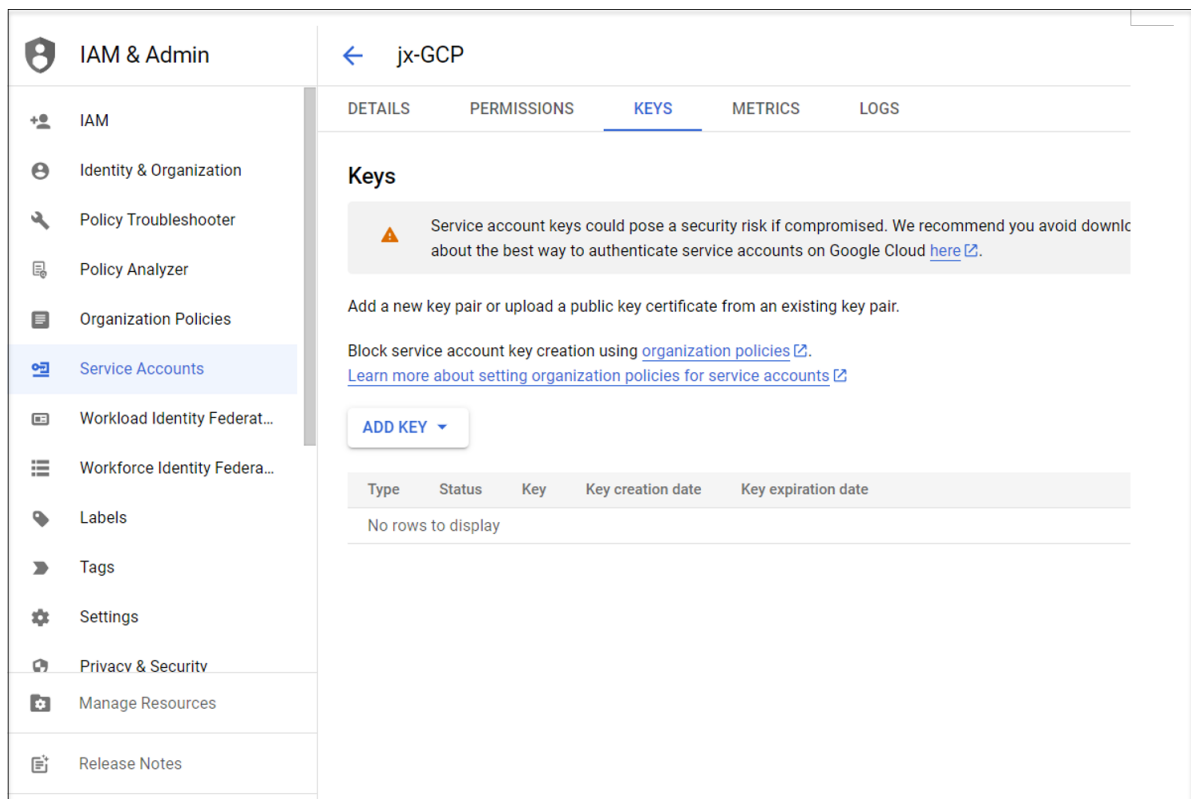 IAM & Admin
jx-GCP
DETAILS PERMISSIONS KEYS METRICS LOGS
IAM
Identity & Organization
Policy Troubleshooter
Policy Analyzer
Organization Policies
Service Accounts
Workload Identity Federat...
Workforce Identity Federa...
Labels
Tags
Settings
Privacy & Security
Manage Resources
Release Notes
Keys
Service account keys could pose a security risk if compromised. We recommend you avoid downlo
about the best way to authenticate service accounts on Google Cloud here.
Add a new key pair or upload a public key certificate from an existing key pair.
Block service account key creation using organization policies.
Learn more about setting organization policies for service accounts
ADD KEY
Type Status Key Key creation date Key expiration date
No rows to display